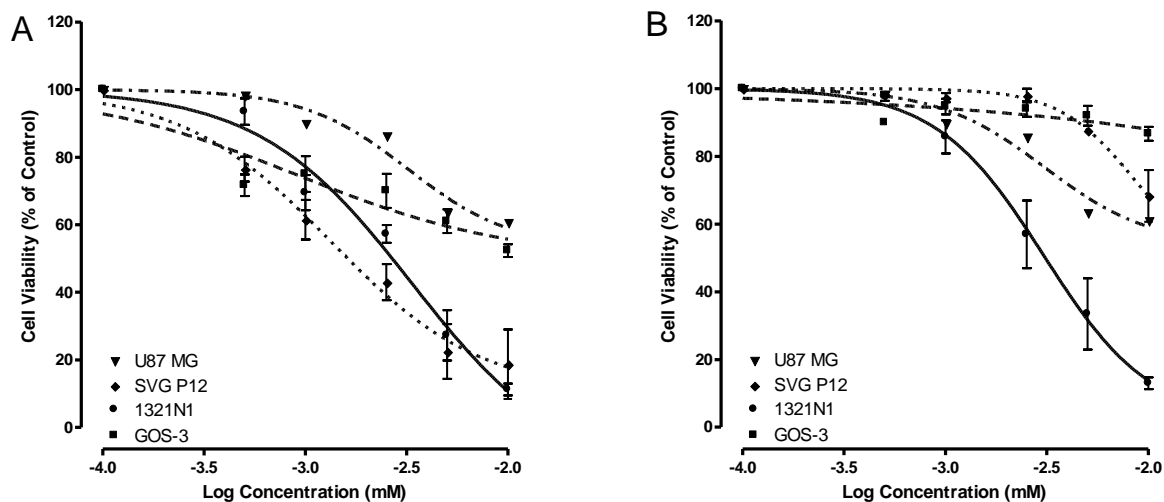 A
Cell Viability (% of Control)
120
100
80
60
40
20
0
U87 MG
SVG P12
1321N1
GOS-3
-4.0 -3.5 -3.0 -2.5 -2.0
Log Concentration (mM)
B
Cell Viability (% of Control)
120
100
80
60
40
20
0
U87 MG
SVG P12
1321N1
GOS-3
-4.0 -3.5 -3.0 -2.5 -2.0
Log Concentration (mM)